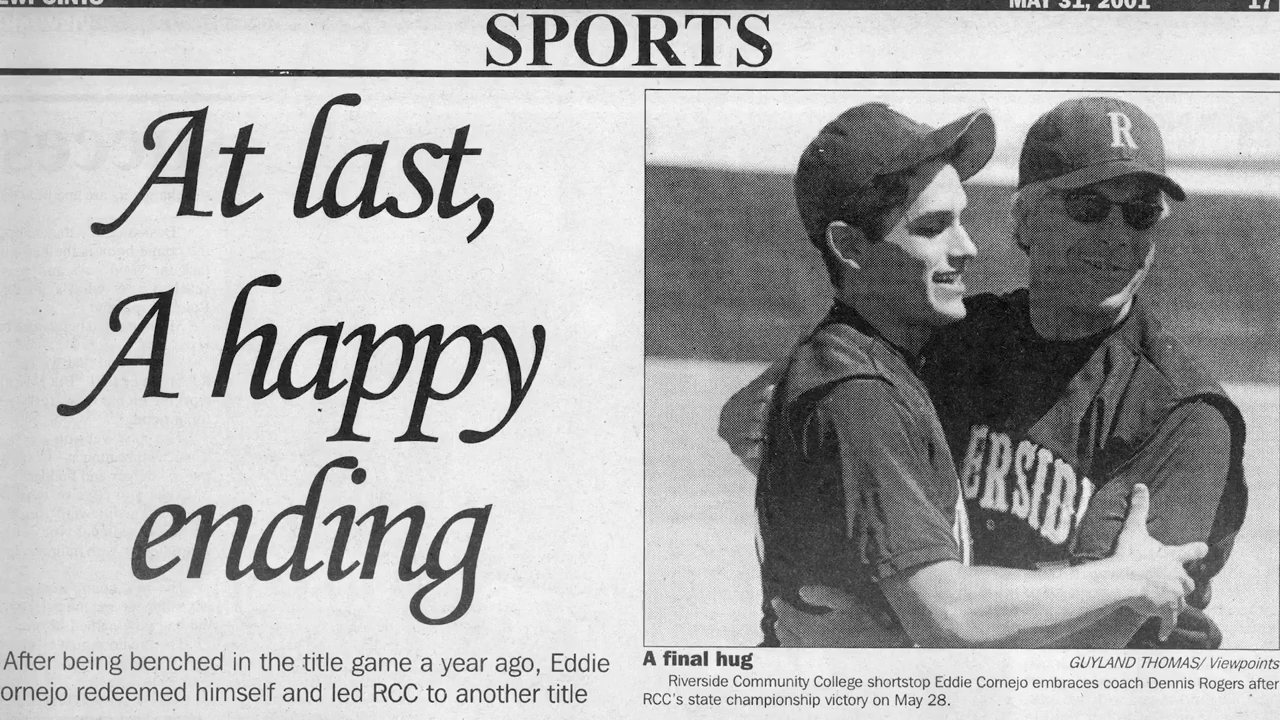 MAY 31, 2001
17
SPORTS
At last,
A happy
ending
After being benched in the title game a year ago, Eddie
ornejo redeemed himself and led RCC to another title
R
ERSID
A final hug
GUYLAND THOMAS/ Viewpoints
Riverside Community College shortstop Eddie Cornejo embraces coach Dennis Rogers after
RCC's state championship victory on May 28.